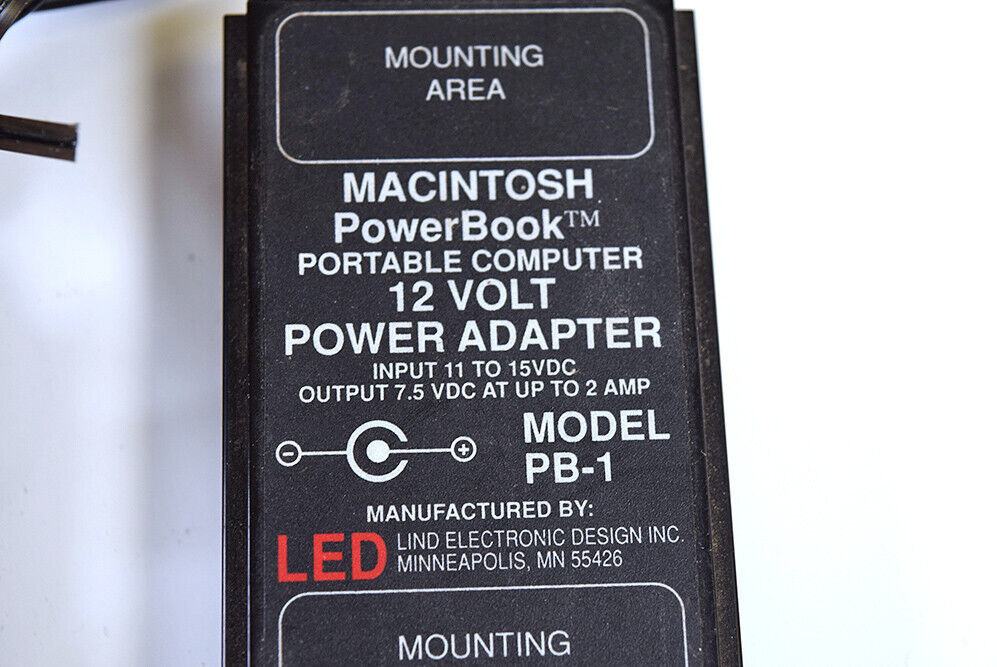 MOUNTING
AREA
MACINTOSH
PowerBook™
PORTABLE COMPUTER
12 VOLT
POWER ADAPTER
INPUT 11 TO 15VDC
OUTPUT 7.5 VDC AT UP TO 2 AMP
- +
MODEL
PB-1
MANUFACTURED BY:
LED LIND ELECTRONIC DESIGN INC.
MINNEAPOLIS, MN 55426
MOUNTING